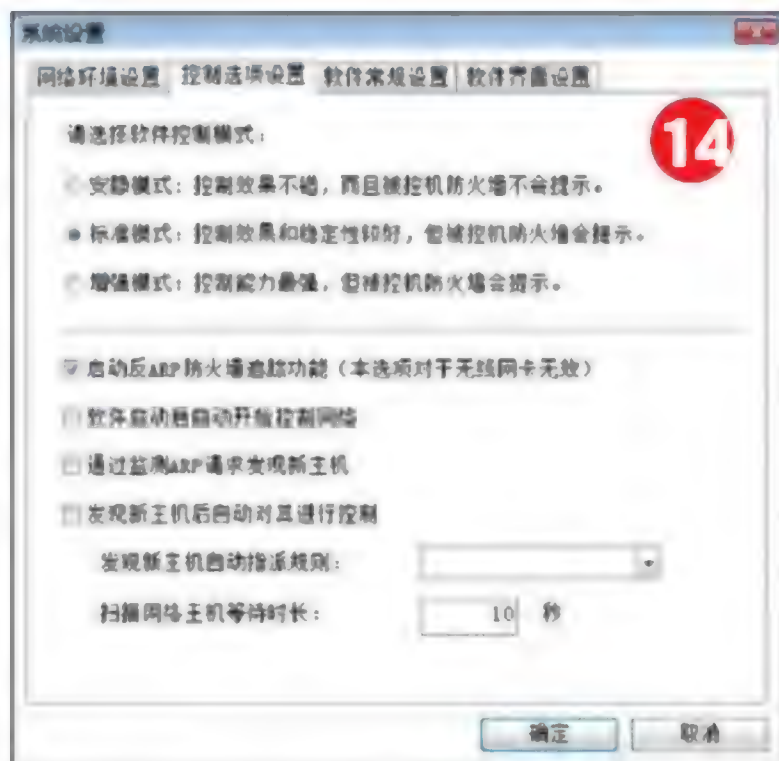 系统设置
网络环境设置 控制选项设置 软件常规设置 软件界面设置
14
请选择软件控制模式：
安静模式：控制效果不错，而且被控机防火墙不会提示。
标准模式：控制效果和稳定性较好，但被控机防火墙会提示。
增强模式：控制能力最强，但被控机防火墙会提示。
启动反ARP防火墙追踪功能（本选项对于无线网卡无效）
软件启动后自动开始控制网络
通过监测ARP请求发现新主机
发现新主机后自动对其进行控制
发现新主机自动指派规则：
扫描网络主机等待时长： 10 秒
确定 取消